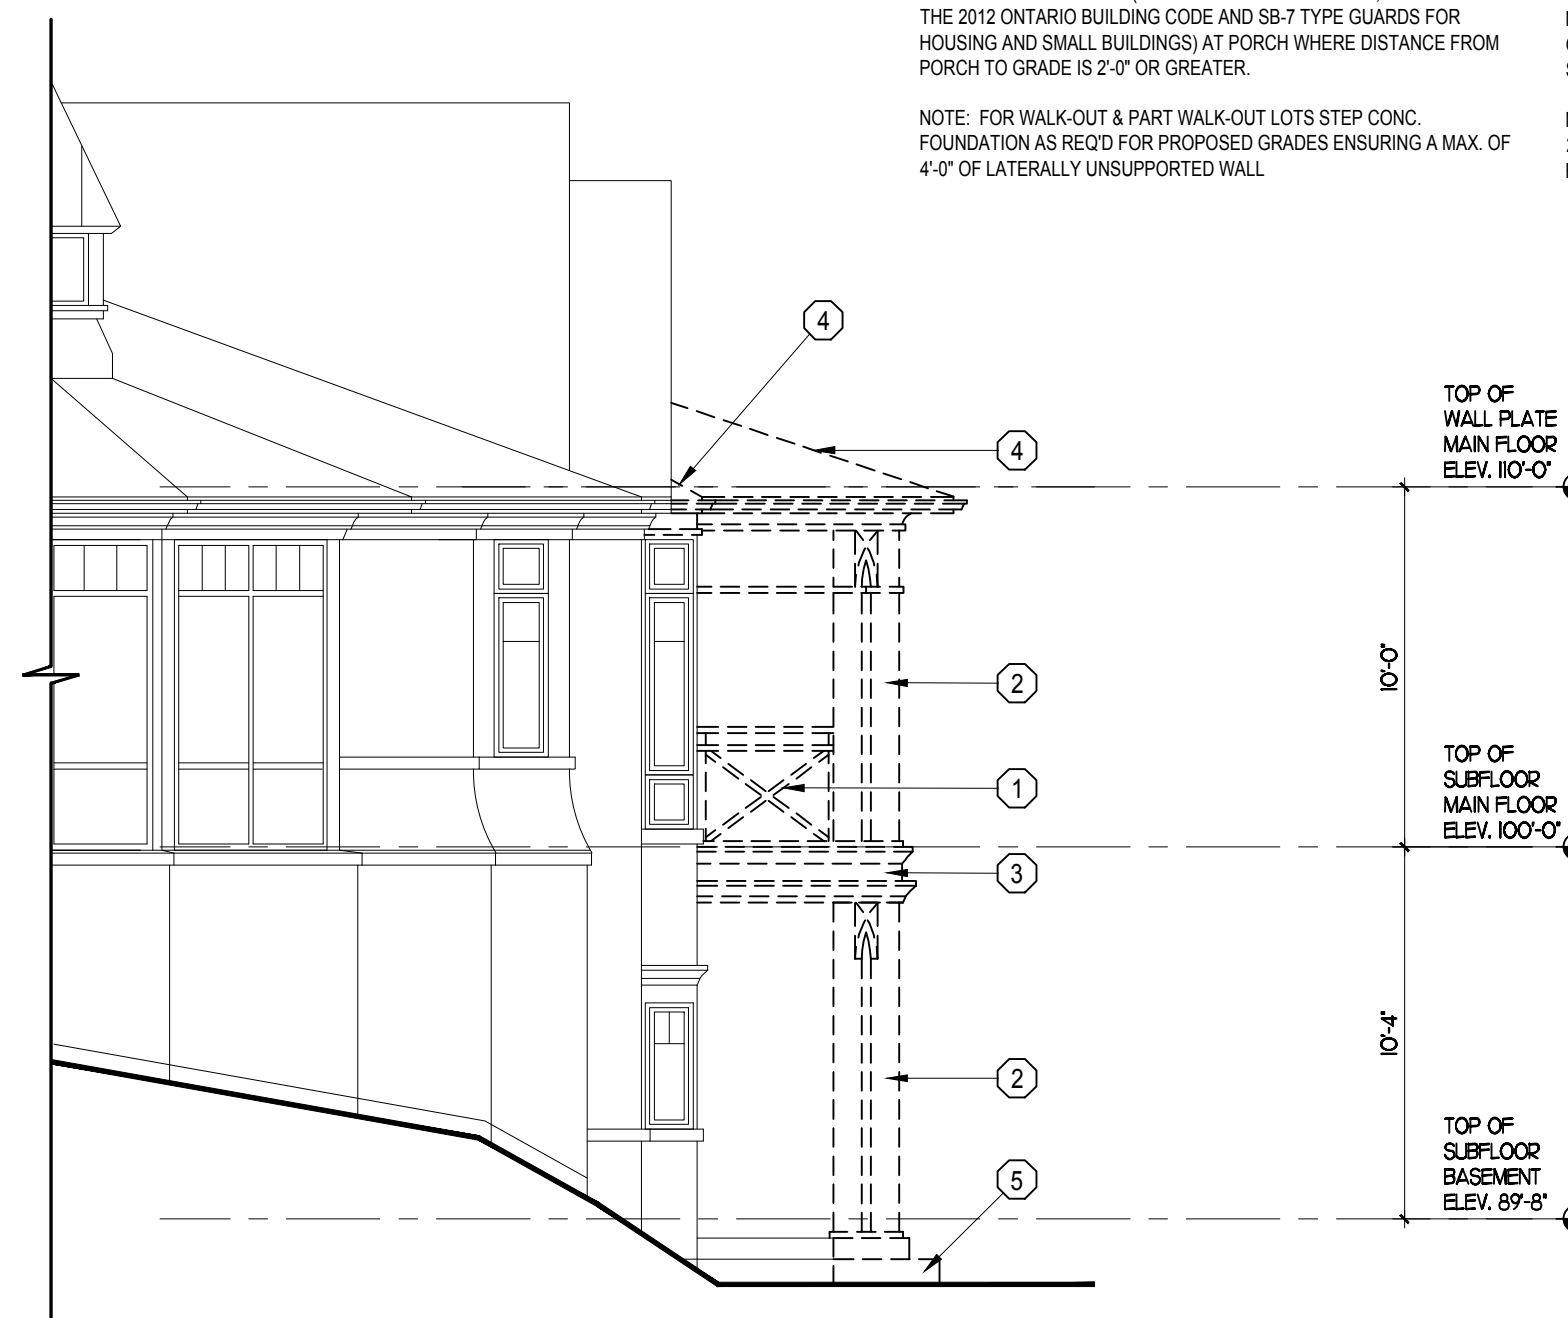 THE 2012 ONTARIO BUILDING CODE AND SB-7 TYPE GUARDS FOR
HOUSING AND SMALL BUILDINGS) AT PORCH WHERE DISTANCE FROM
PORCH TO GRADE IS 2'-0" OR GREATER.
NOTE: FOR WALK-OUT & PART WALK-OUT LOTS STEP CONC.
FOUNDATION AS REQ'D FOR PROPOSED GRADES ENSURING A MAX. OF
4'-0" OF LATERALLY UNSUPPORTED WALL
4
4
TOP OF
WALL PLATE
MAIN FLOOR
ELEV. 110'-0"
2
10'-0"
1
TOP OF
SUBFLOOR
MAIN FLOOR
ELEV. 100'-0"
3
2
10'-4"
5
TOP OF
SUBFLOOR
BASEMENT
ELEV. 89'-8"